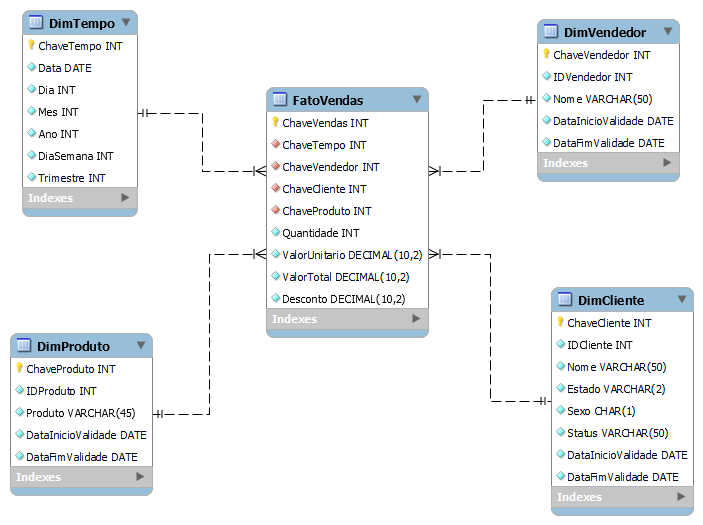 DimTempo
ChaveTempo INT
Data DATE
Dia INT
Mes INT
Ano INT
DiaSemana INT
Trimestre INT
Indexes
FatoVendas
ChaveVendas INT
ChaveTempo INT
ChaveVendedor INT
ChaveCliente INT
ChaveProduto INT
Quantidade INT
ValorUnitario DECIMAL(10,2)
ValorTotal DECIMAL(10,2)
Desconto DECIMAL(10,2)
Indexes
DimVendedor
ChaveVendedor INT
IDVendedor INT
Nome VARCHAR(50)
DataInicioValidade DATE
DataFimValidade DATE
Indexes
DimProduto
ChaveProduto INT
IDProduto INT
Produto VARCHAR(45)
DataInicioValidade DATE
DataFimValidade DATE
Indexes
DimCliente
ChaveCliente INT
IDCliente INT
Nome VARCHAR(50)
Estado VARCHAR(2)
Sexo CHAR(1)
Status VARCHAR(50)
DataInicioValidade DATE
DataFimValidade DATE
Indexes